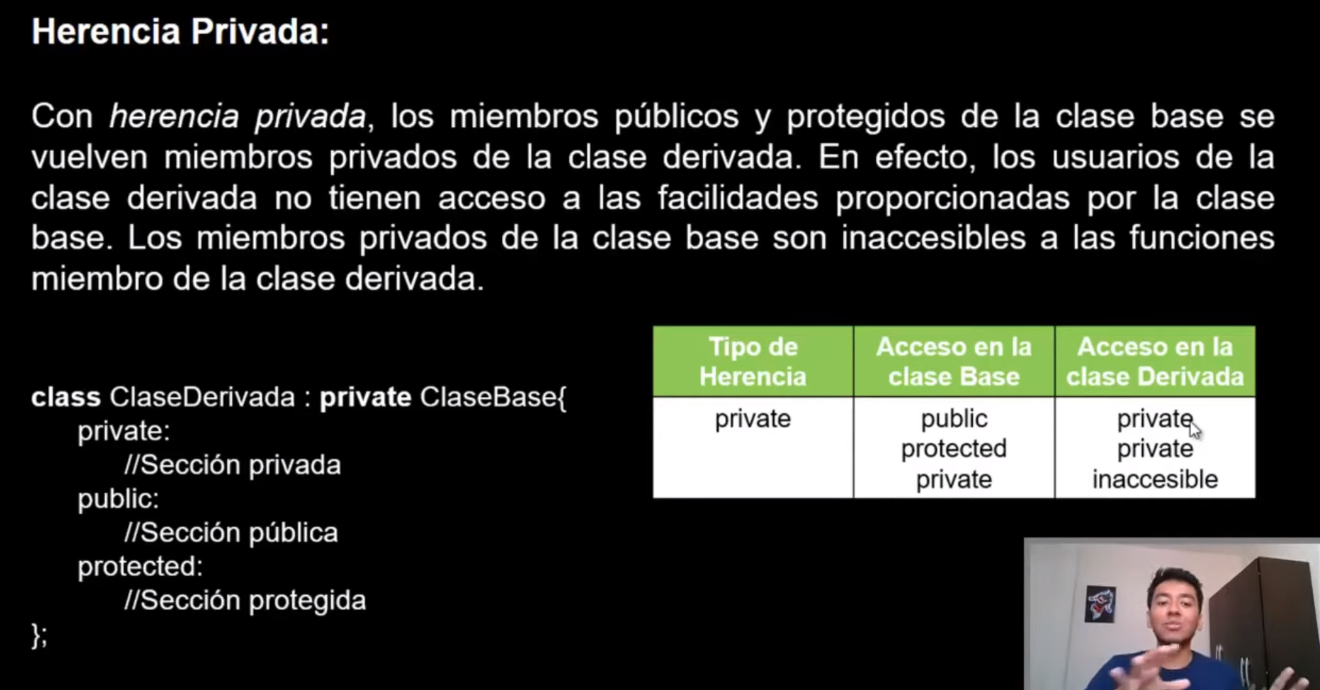 Herencia Privada:
Con herencia privada, los miembros públicos y protegidos de la clase base se
vuelven miembros privados de la clase derivada. En efecto, los usuarios de la
clase derivada no tienen acceso a las facilidades proporcionadas por la clase
base. Los miembros privados de la clase base son inaccesibles a las funciones
miembro de la clase derivada.
class ClaseDerivada : private ClaseBase{
private:
//Sección privada
public:
//Sección pública
protected:
//Sección protegida
};
Tipo de Herencia
Acceso en la clase Base
Acceso en la clase Derivada
private
public
private
protected
private
private
inaccesible